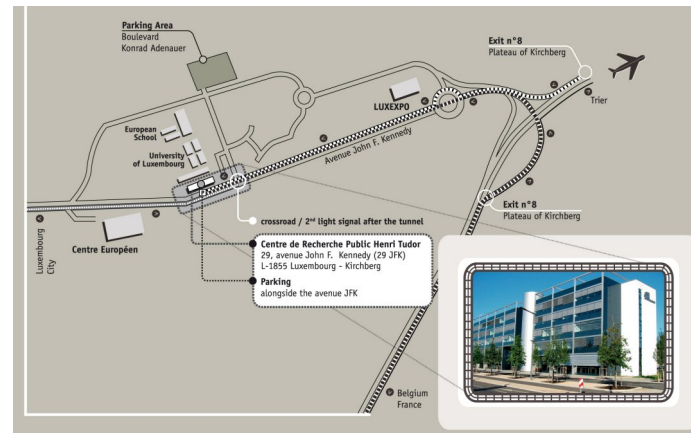 Parking Area
Boulevard
Konrad Adenauer
Exit n°8
Plateau of Kirchberg
Trier
LUXEXPO
European
School
University
of Luxembourg
Avenue John F. Kennedy
Exit n°8
Plateau of Kirchberg
crossroad / 2nd light signal after the tunnel
Centre Européen
Luxembourg
City
Centre de Recherche Public Henri Tudor
29, avenue John F. Kennedy (29 JFK)
L-1855 Luxembourg - Kirchberg
Parking
alongside the avenue JFK
Belgium
France